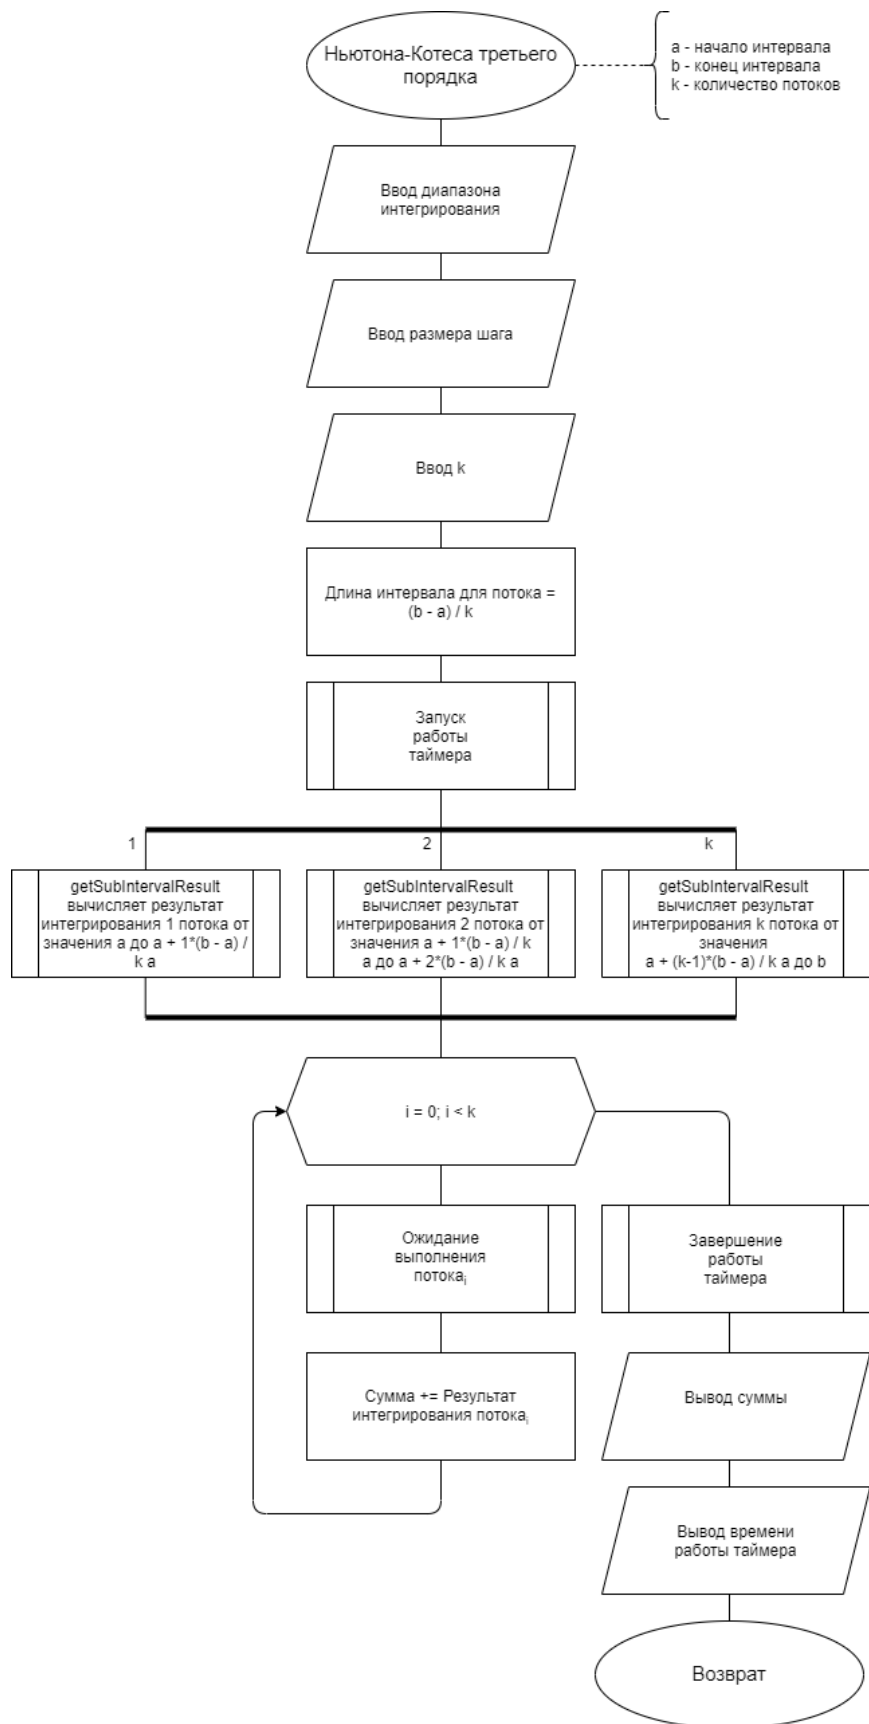 Ньютона-Котеса третьего
порядка
a - начало интервала
b - конец интервала
k - количество потоков
Ввод диапазона
интегрирования
Ввод размера шага
Ввод k
Длина интервала для потока =
(b - a) / k
Запуск
работы
таймера
1
2
k
getSubIntervalResult
вычисляет результат
интегрирования 1 потока от
значения a до a + 1*(b - a) /
k a
getSubIntervalResult
вычисляет результат
интегрирования 2 потока от
значения a + 1*(b - a) / k
a до a + 2*(b - a) / k a
getSubIntervalResult
вычисляет результат
интегрирования k потока от
значения
a + (k-1)*(b - a) / k a до b
i = 0; i < k
Ожидание
выполнения
потокаi
Сумма += Результат
интегрирования потокаi
Завершение
работы
таймера
Вывод суммы
Вывод времени
работы таймера
Возврат